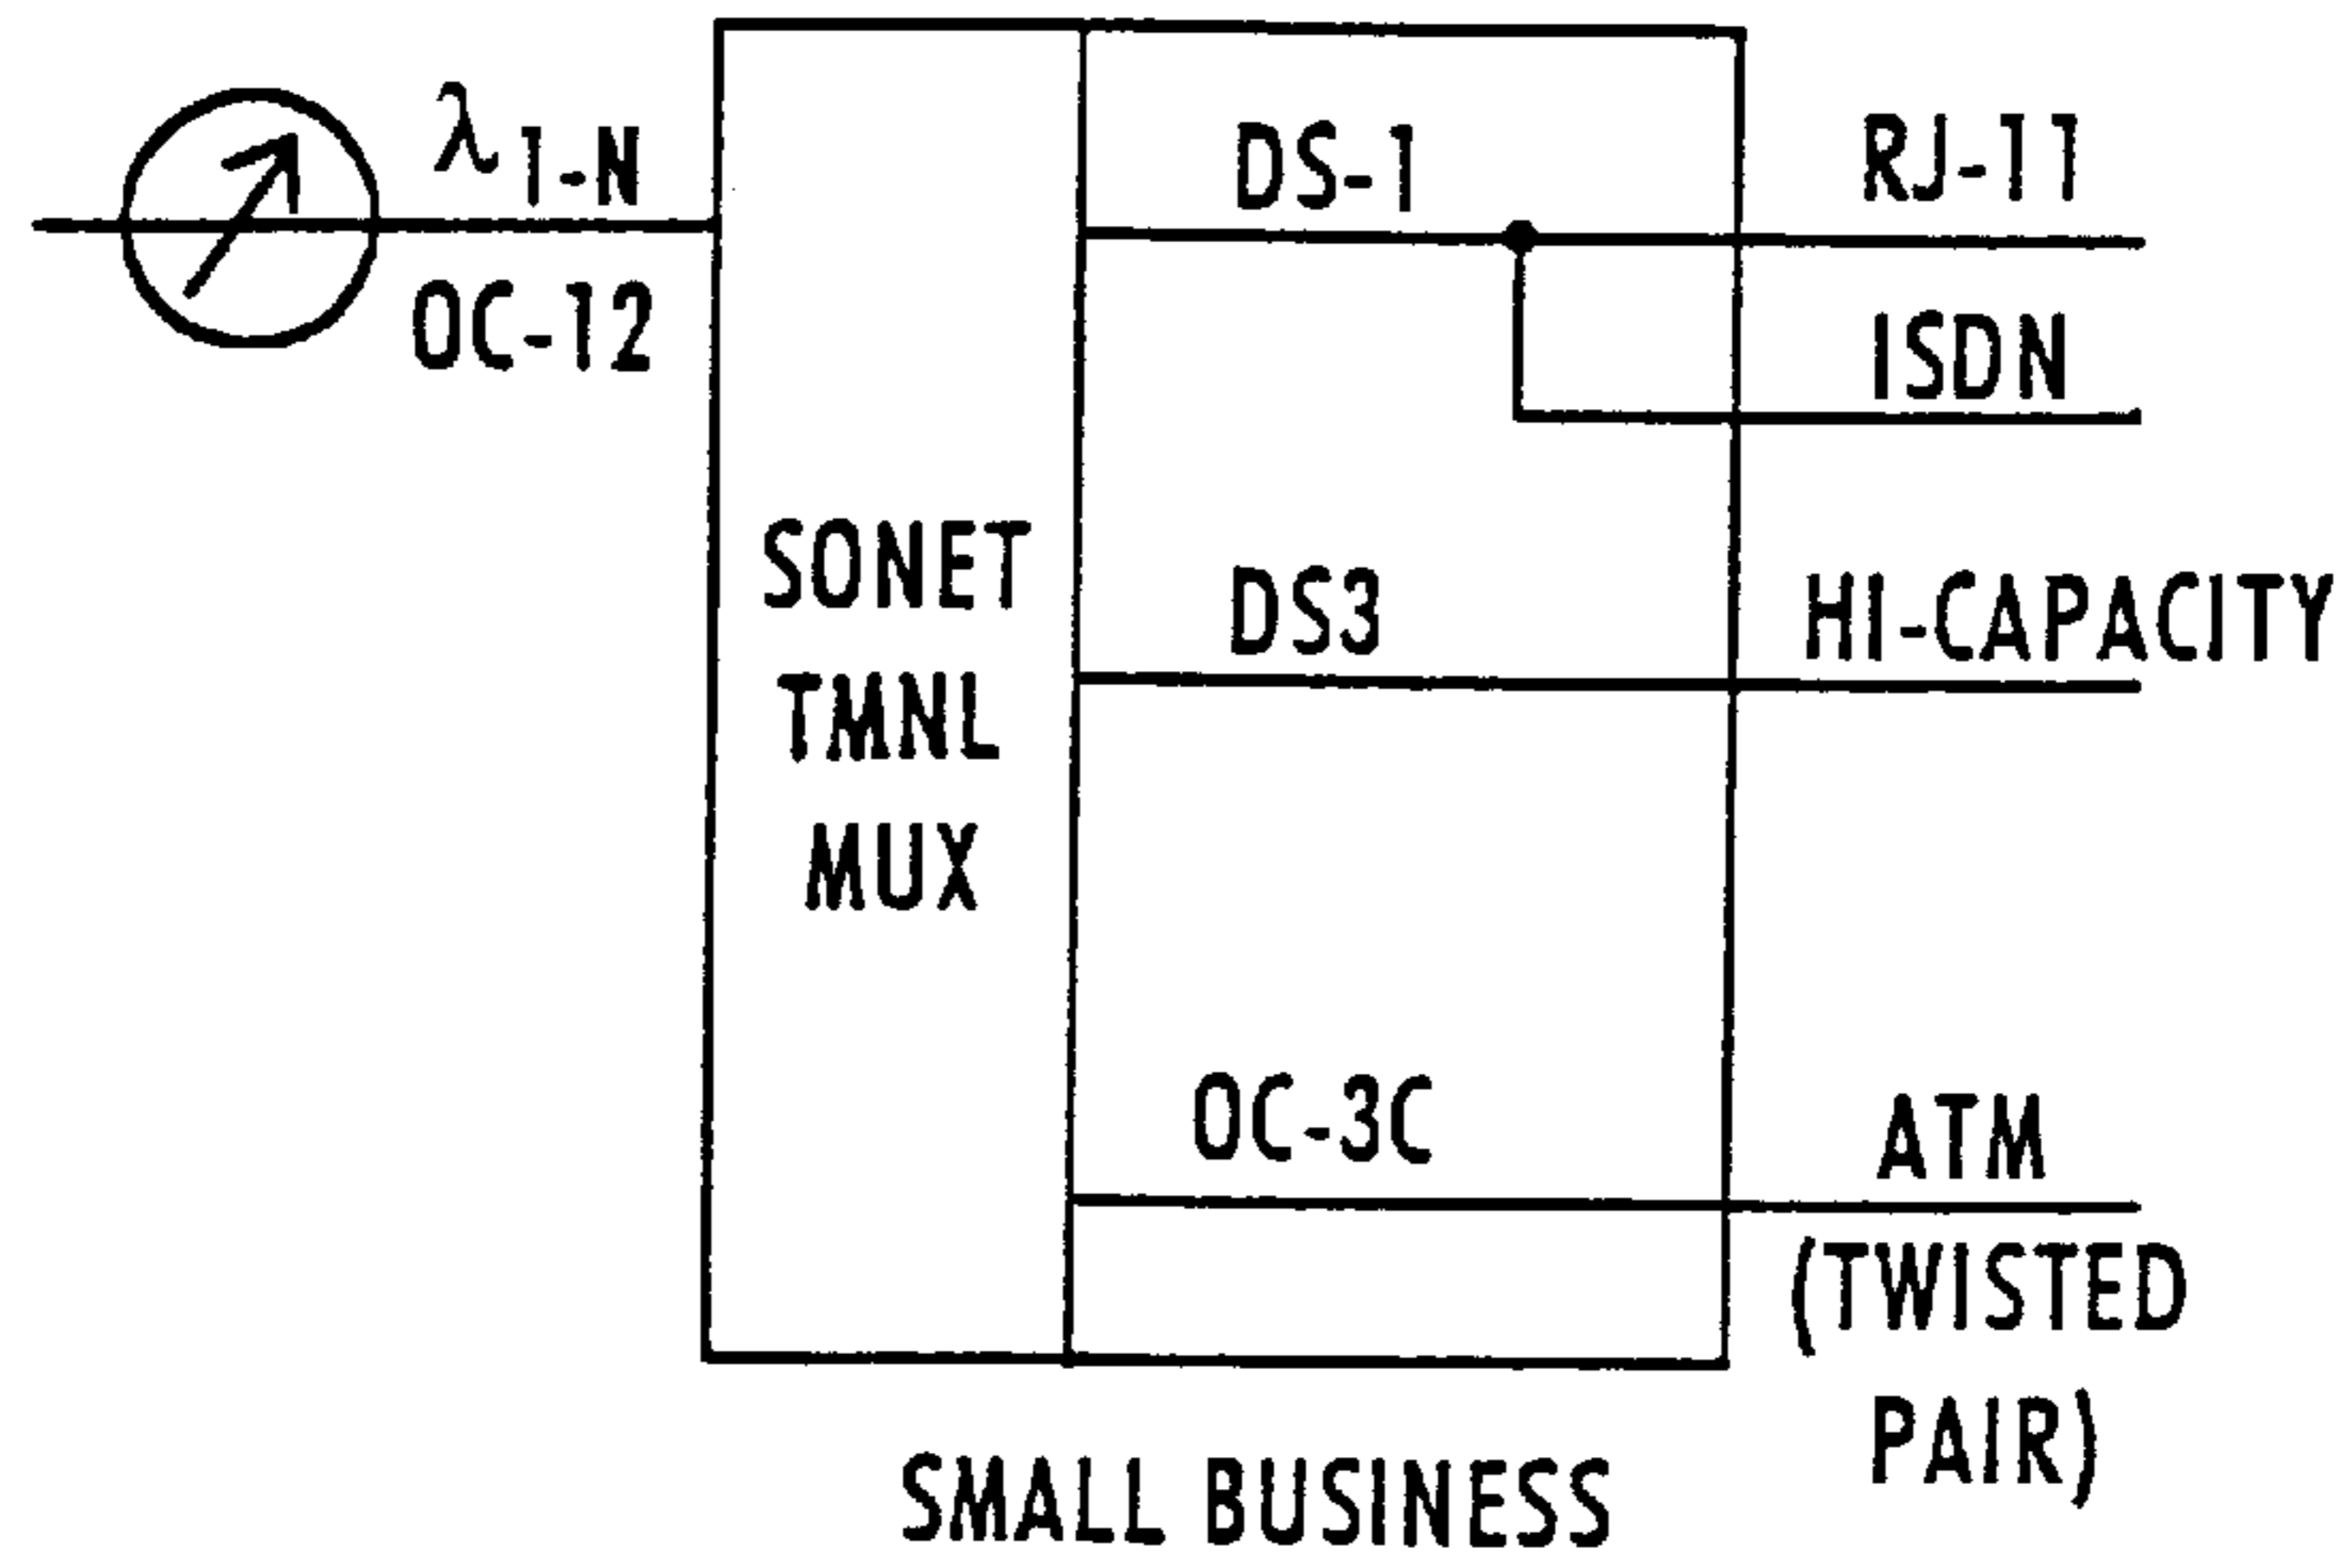 λ1-N
OC-12
SONET
TMNL
MUX
DS-1
RJ-11
ISDN
DS3
HI-CAPACITY
OC-3C
ATM
(TWISTED
PAIR)
SMALL BUSINESS